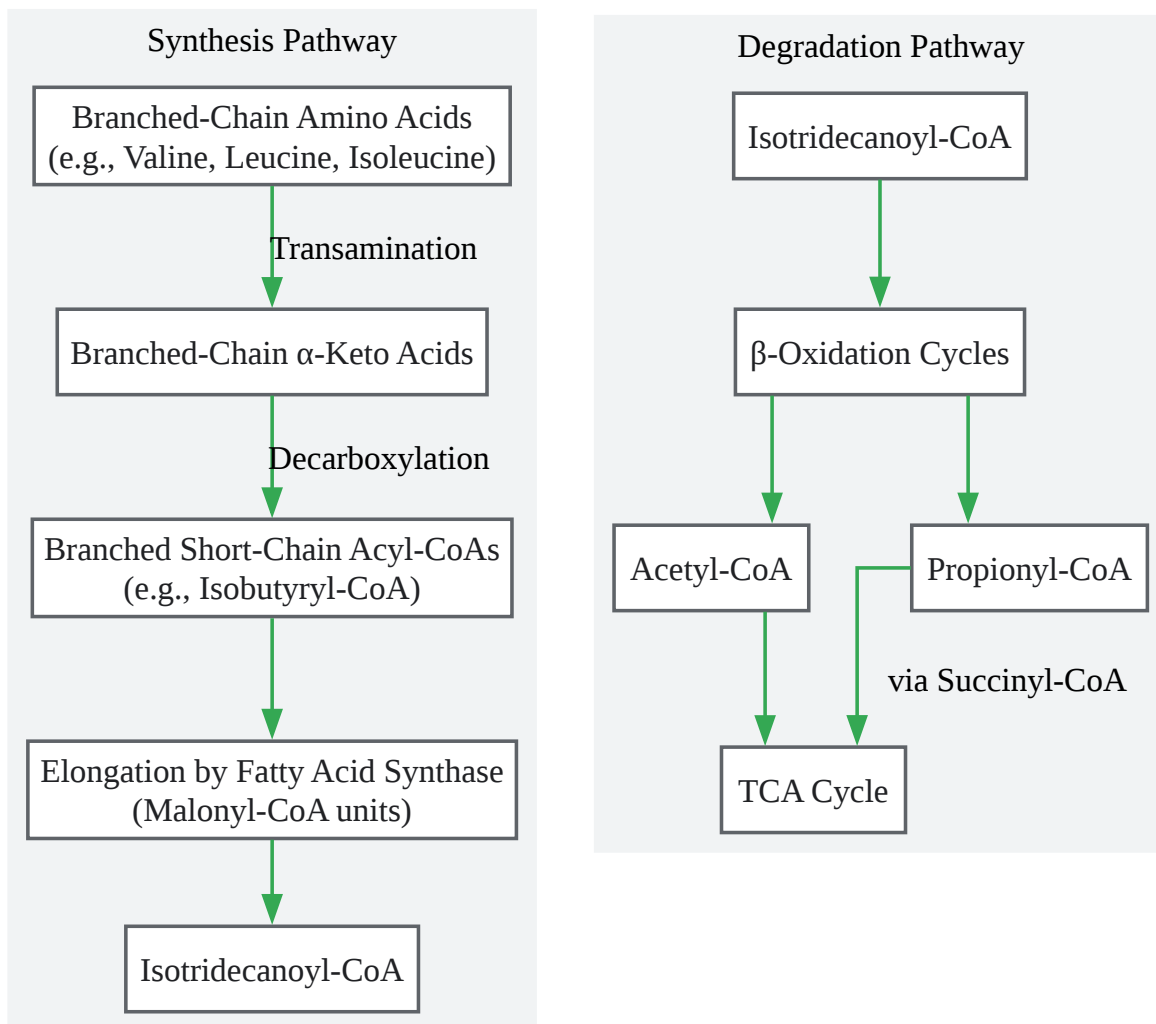 Synthesis Pathway
Branched-Chain Amino Acids
(e.g., Valine, Leucine, Isoleucine)
Transamination
Branched-Chain α-Keto Acids
Decarboxylation
Branched Short-Chain Acyl-CoAs
(e.g., Isobutyryl-CoA)
Elongation by Fatty Acid Synthase
(Malonyl-CoA units)
Isotridecanoyl-CoA
Degradation Pathway
Isotridecanoyl-CoA
β-Oxidation Cycles
Acetyl-CoA
Propionyl-CoA
via Succinyl-CoA
TCA Cycle